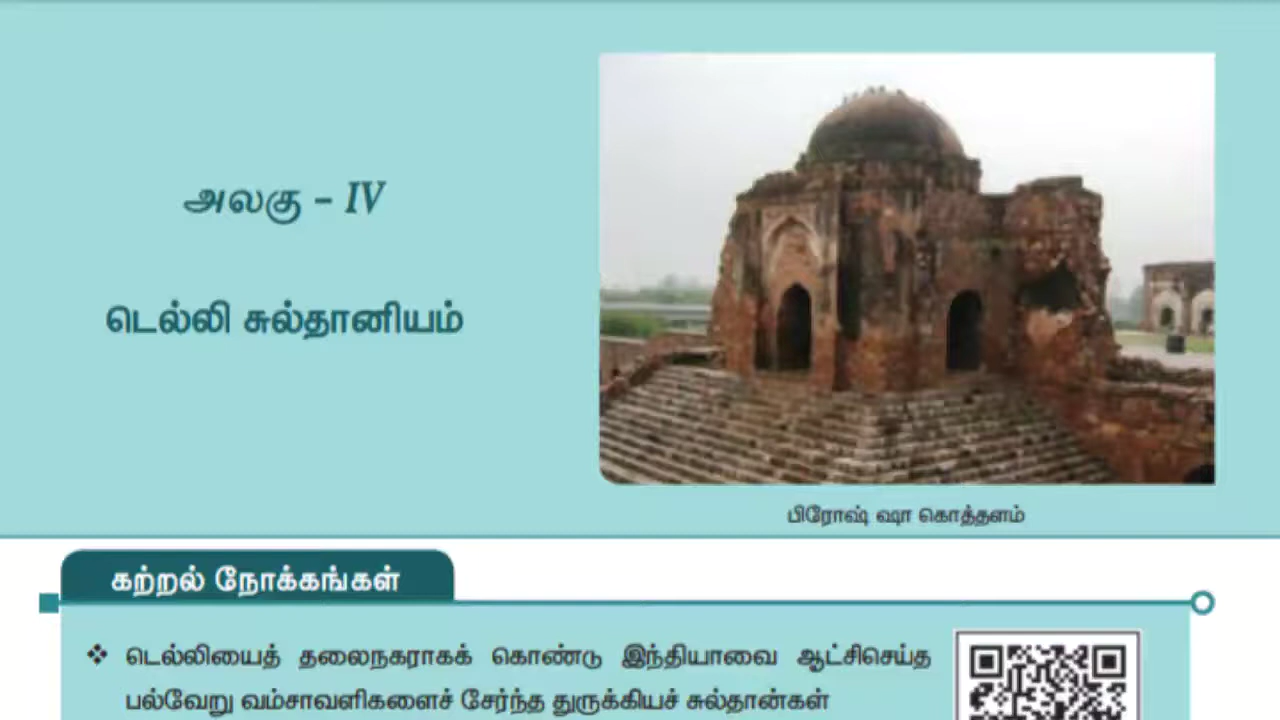 அலகு – IV
டெல்லி சுல்தானியம்
பிரோஷ் ஷா கொத்தளம்
கற்றல் நோக்கங்கள்
❖ டெல்லியைத் தலைநகராகக் கொண்டு இந்தியாவை ஆட்சிசெய்த
பல்வேறு வம்சாவளிகளைச் சேர்ந்த துருக்கியச் சுல்தான்கள்